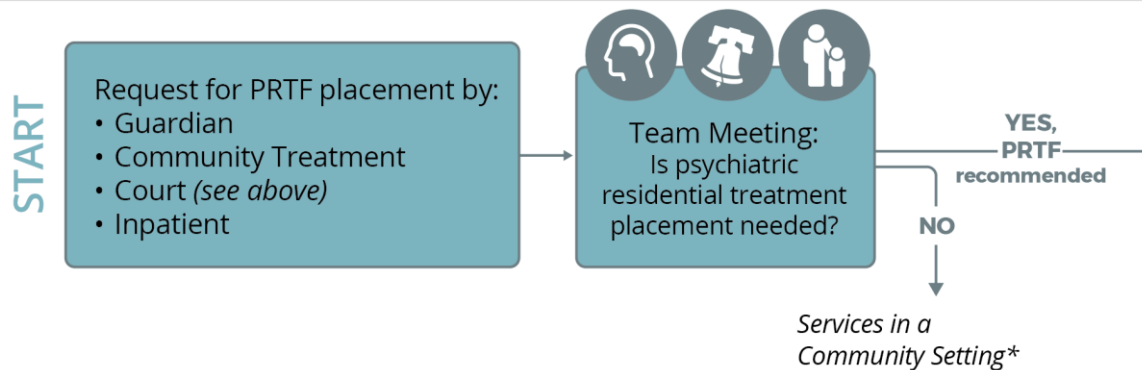 START
Request for PRTF placement by:
• Guardian
• Community Treatment
• Court (see above)
• Inpatient
Team Meeting:
Is psychiatric
residential treatment
placement needed?
YES,
PRTF
recommended
NO
Services in a
Community Setting*